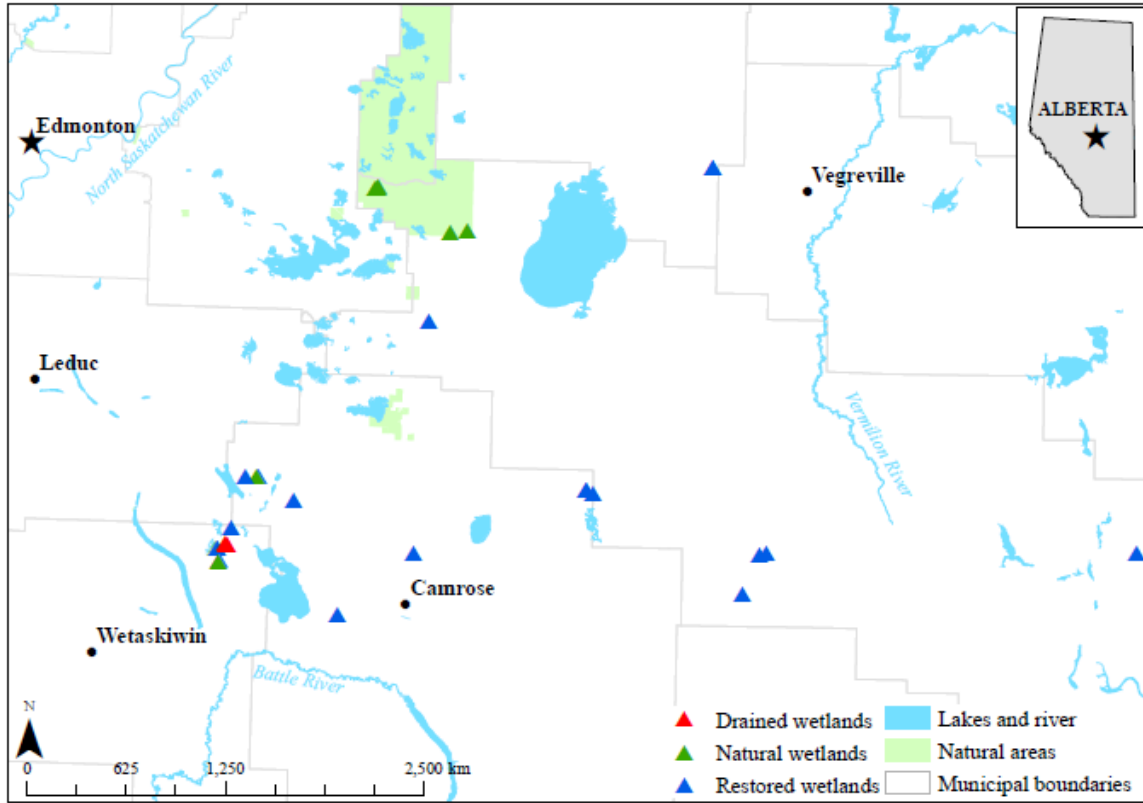 ALBERTA
Edmonton
North Saskatchewan River
Vegreville
Leduc
Vermilion River
Camrose
Wetaskiwin
Battle River
N
0 625 1,250 2,500 km
Drained wetlands
Natural wetlands
Restored wetlands
Lakes and river
Natural areas
Municipal boundaries